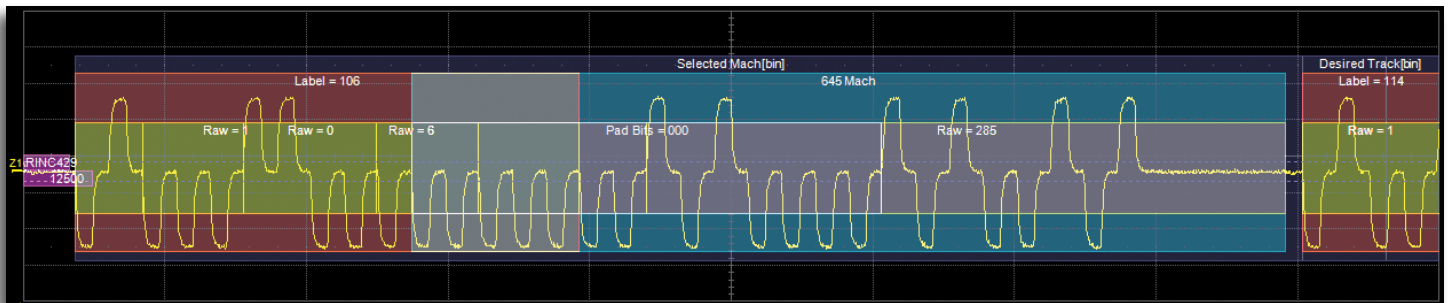 Selected Mach[bin]
Desired Track[bin]
Label = 106
645 Mach
Label = 114
Raw = 1
Raw = 0
Raw = 6
Pad Bits = 000
Raw = 285
Raw = 1
Z1
ARINC429
12500